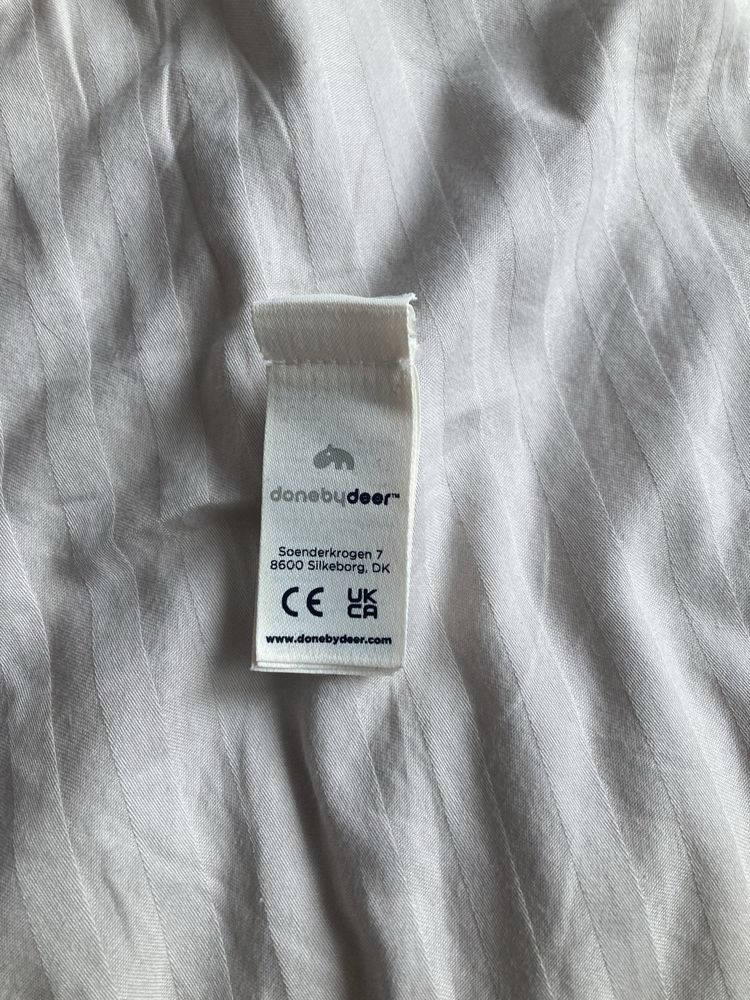 donebydeer™
Soenderkrogen 7
8600 Silkeborg, DK
CE UK
CA
www.donebydeer.com